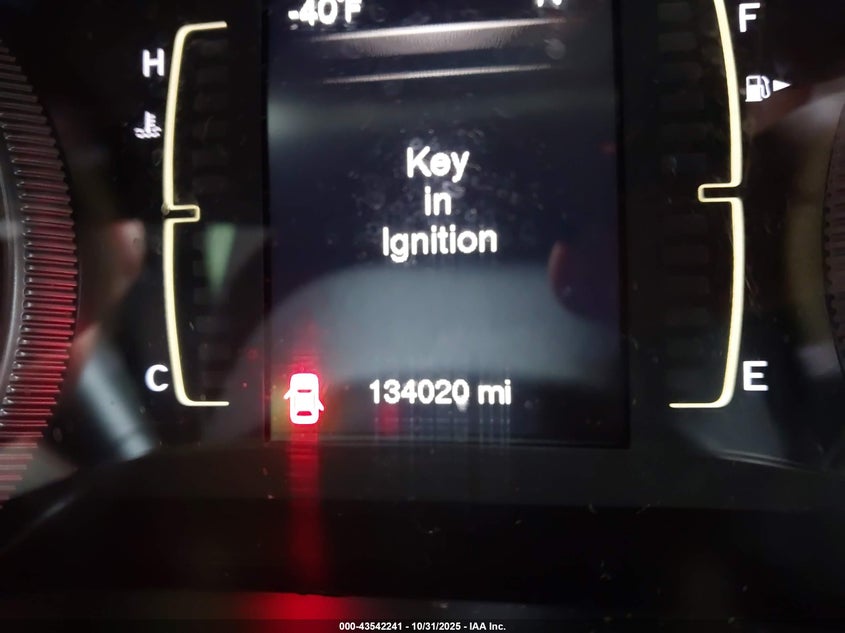 -40°F
H
F
Key
in
Ignition
C
E
134020 mi
000-43542241 - 10/31/2025 - IAA Inc.